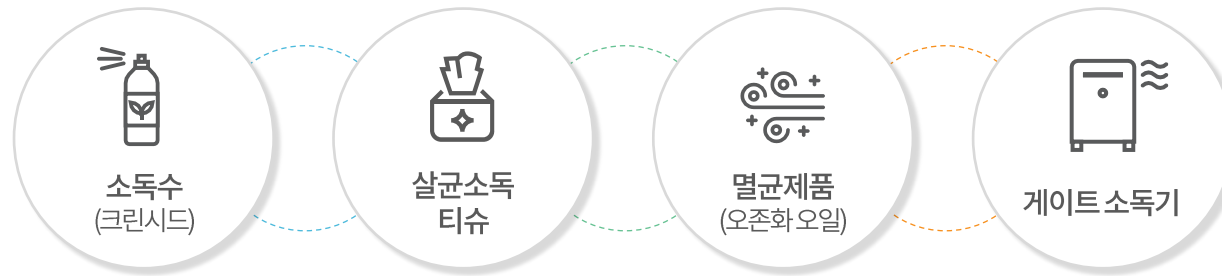 소독수
(크린시드)
살균소독
티슈
멸균제품
(오존화 오일)
게이트 소독기